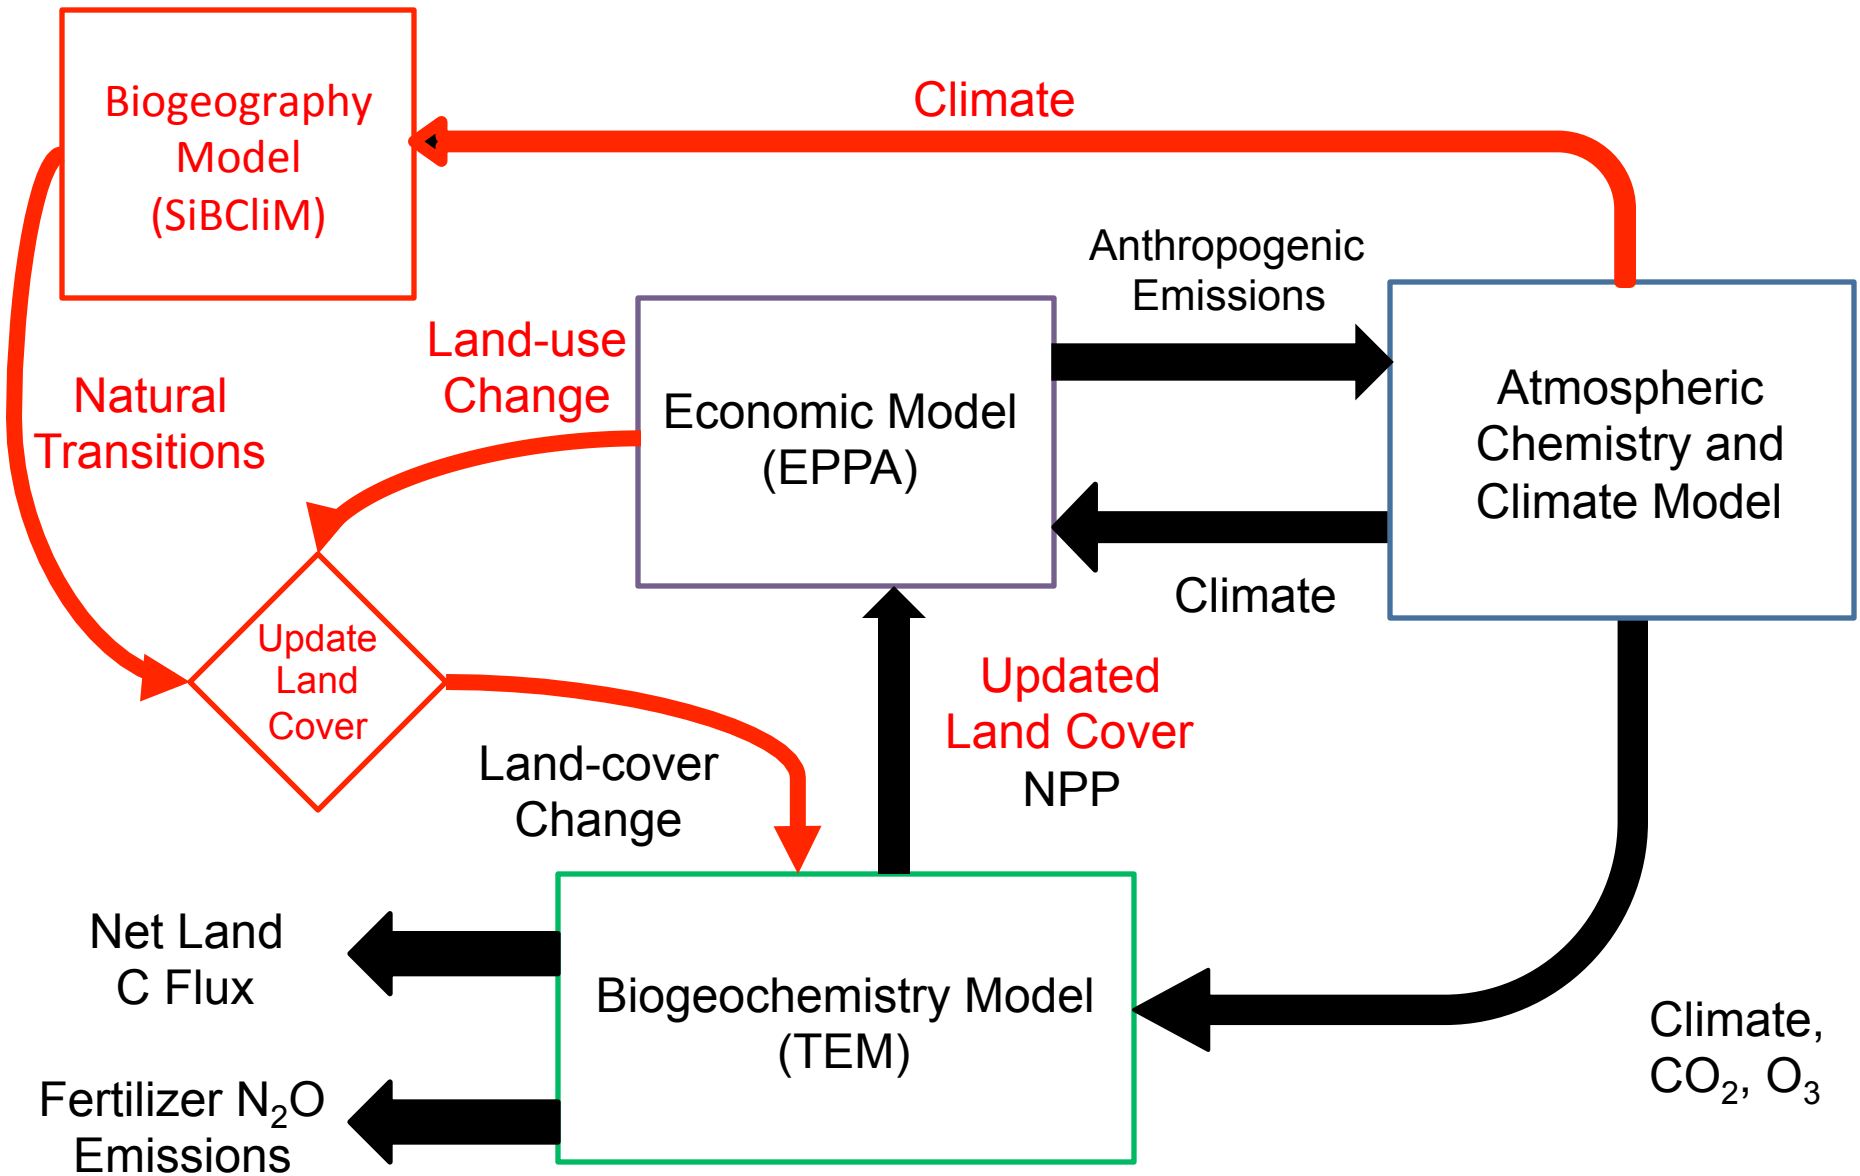 Biogeography
Model
(SiBCliM)
Climate
Anthropogenic
Emissions
Land-use
Change
Natural
Transitions
Economic Model
(EPPA)
Atmospheric
Chemistry and
Climate Model
Climate
Update
Land
Cover
Updated
Land Cover
NPP
Land-cover
Change
Net Land
C Flux
Biogeochemistry Model
(TEM)
Climate,
CO₂, O₃
Fertilizer N₂O
Emissions